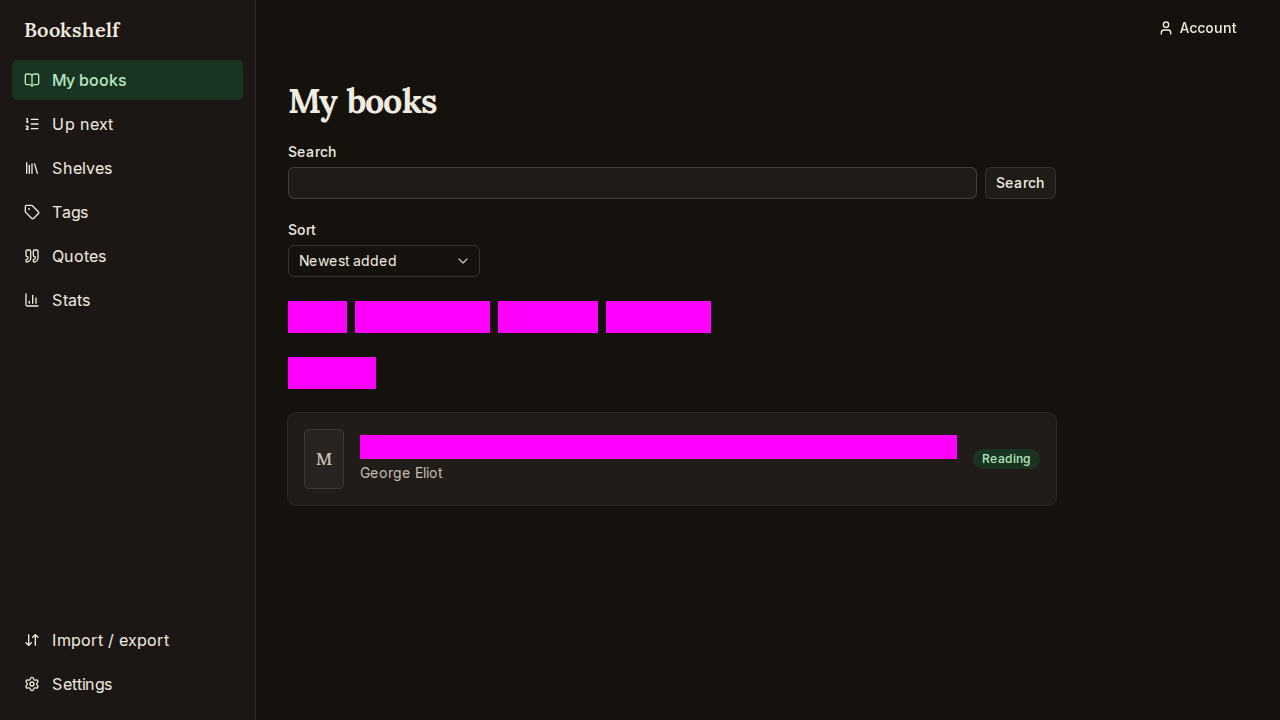 Bookshelf
Account
My books
Up next
Shelves
Tags
Quotes
Stats
Import / export
Settings
My books
Search
Search
Sort
Newest added
M
George Eliot
Reading